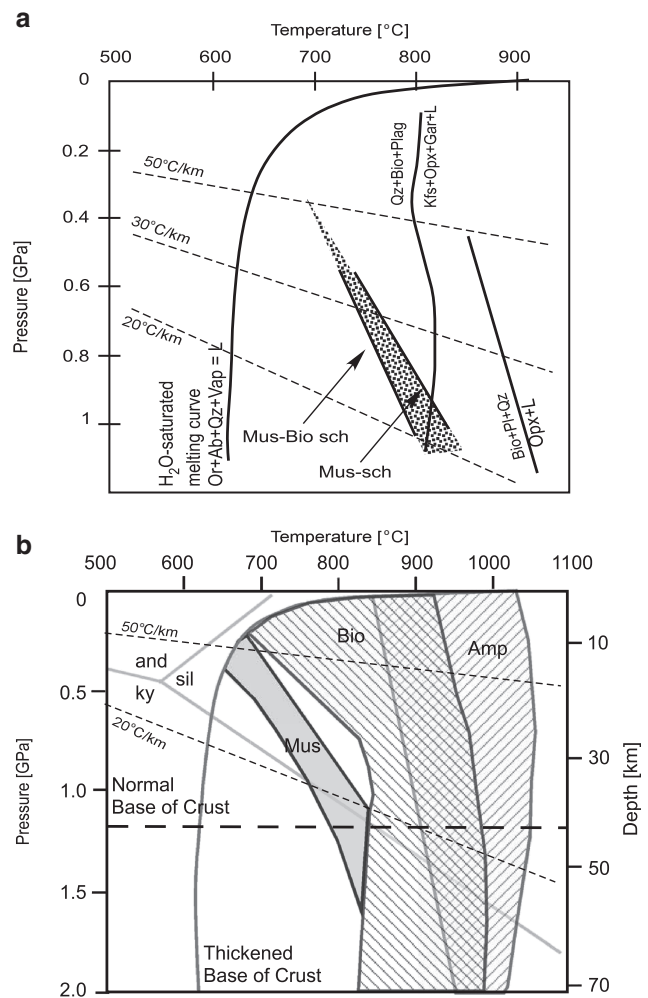 a
Temperature [°C]
500 600 700 800 900
0
0.2
0.4
0.6
0.8
1
Pressure [GPa]
50°C/km
30°C/km
20°C/km
H₂O-saturated
melting curve
Or+Ab+Qz+Vap = L
Mus-Bio sch
Mus-sch
Qz+Bio+Plag
Kfs+Opx+Gar+L
Bio+Pl+Qz
Opx+L
b
Temperature [°C]
500 600 700 800 900 1000 1100
0
0.5
1.0
1.5
2.0
Pressure [GPa]
10
30
50
70
Depth [km]
50°C/km
and
sil
ky
20°C/km
Bio
Amp
Mus
Normal
Base of Crust
Thickened
Base of Crust